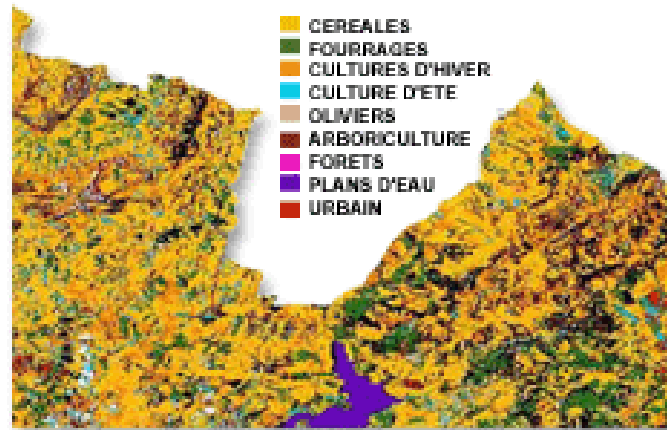 CEREALES
FOURRAGES
CULTURES D'HIVER
CULTURE D'ETE
OLIVIERS
ARBORICULTURE
FORETS
PLANS D'EAU
URBAIN